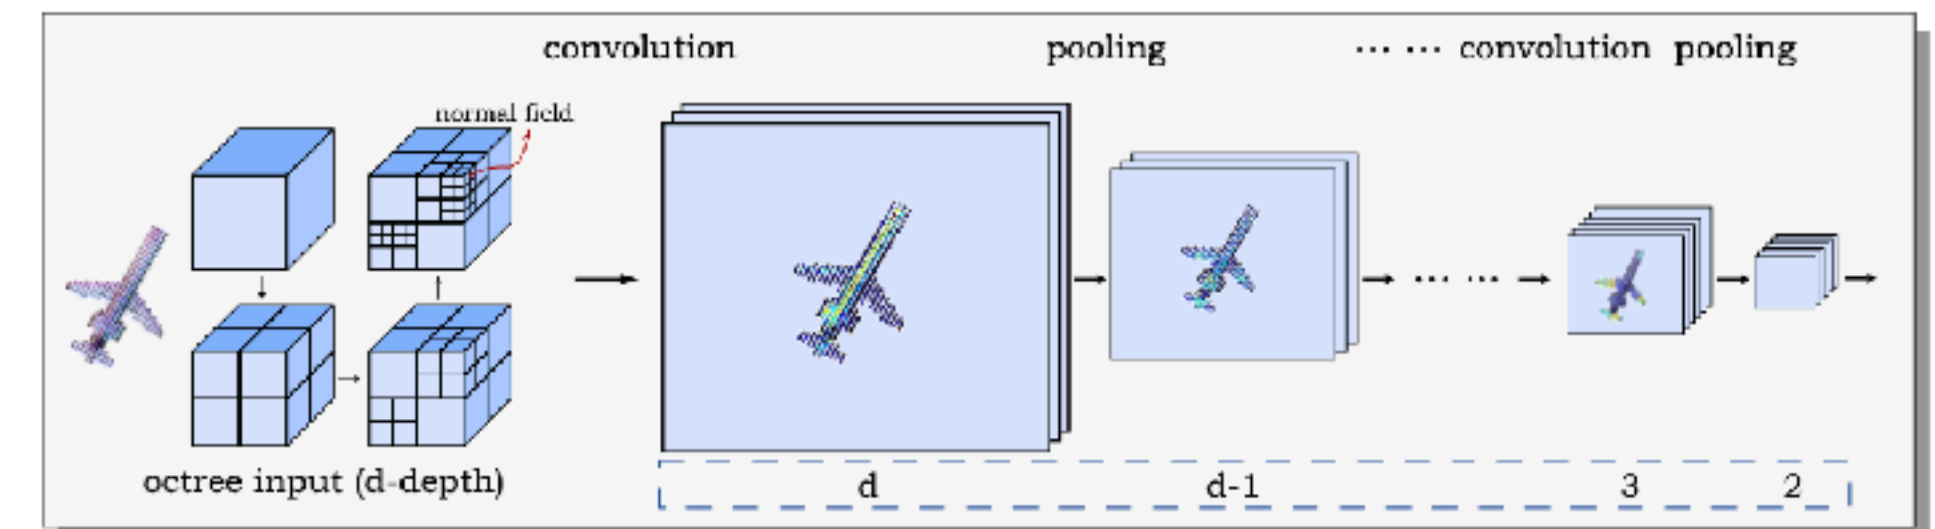 convolution pooling ... ... convolution pooling
normal field
... ...
octree input (d-depth)
d d-1 3 2